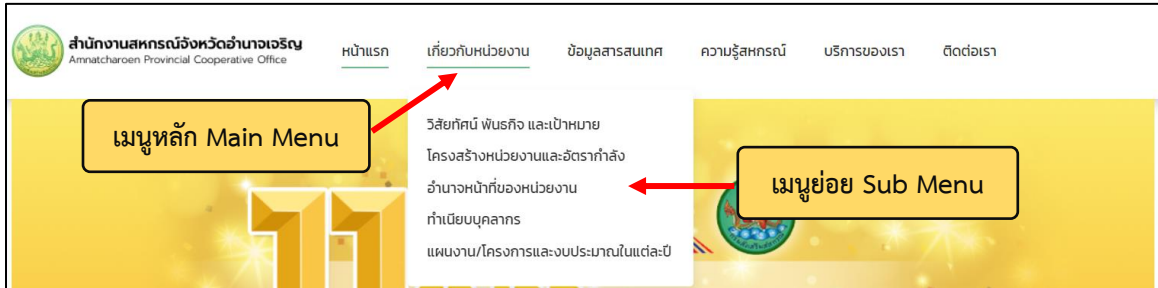 สำนักงานสหกรณ์จังหวัดอำนาจเจริญ
Amnatcharoen Provincial Cooperative Office
หน้าแรก เกี่ยวกับหน่วยงาน ข้อมูลสารสนเทศ ความรู้สหกรณ์ บริการของเรา ติดต่อเรา
เมนูหลัก Main Menu
วิสัยทัศน์ พันธกิจ และเป้าหมาย
โครงสร้างหน่วยงานและอัตรากำลัง
อำนาจหน้าที่ของหน่วยงาน
เมนูย่อย Sub Menu
ทำเนียบบุคลากร
แผนงาน/โครงการและงบประมาณในแต่ละปี